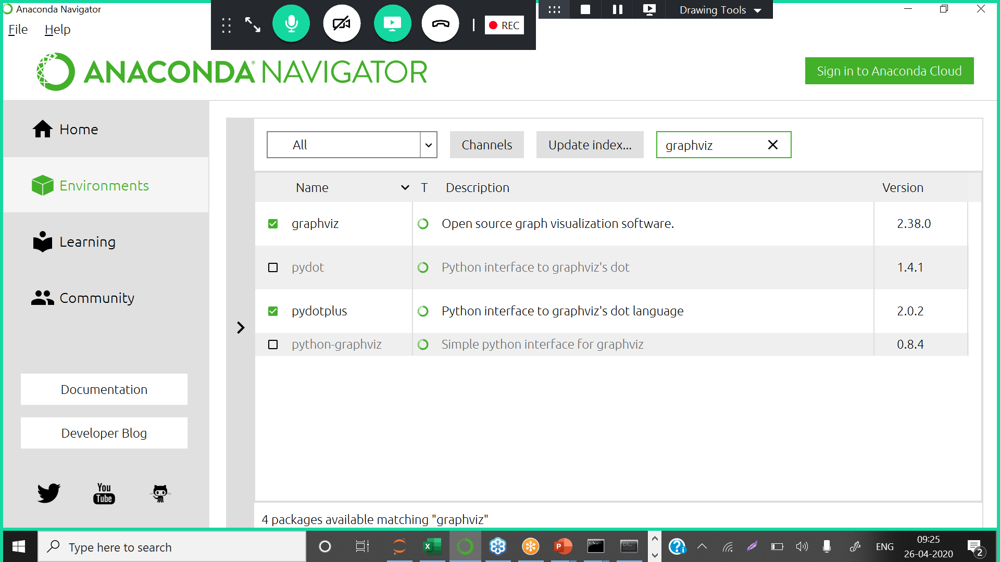 Anaconda Navigator
File Help
REC
Drawing Tools
ANACONDA® NAVIGATOR
Sign in to Anaconda Cloud
Home
Environments
Learning
Community
Documentation
Developer Blog
You
Tube
All
Channels
Update index...
graphviz
Name T Description Version
graphviz Open source graph visualization software. 2.38.0
pydot Python interface to graphviz's dot 1.4.1
pydotplus Python interface to graphviz's dot language 2.0.2
python-graphviz Simple python interface for graphviz 0.8.4
4 packages available matching "graphviz"
Type here to search
ENG
09:25
26-04-2020
2